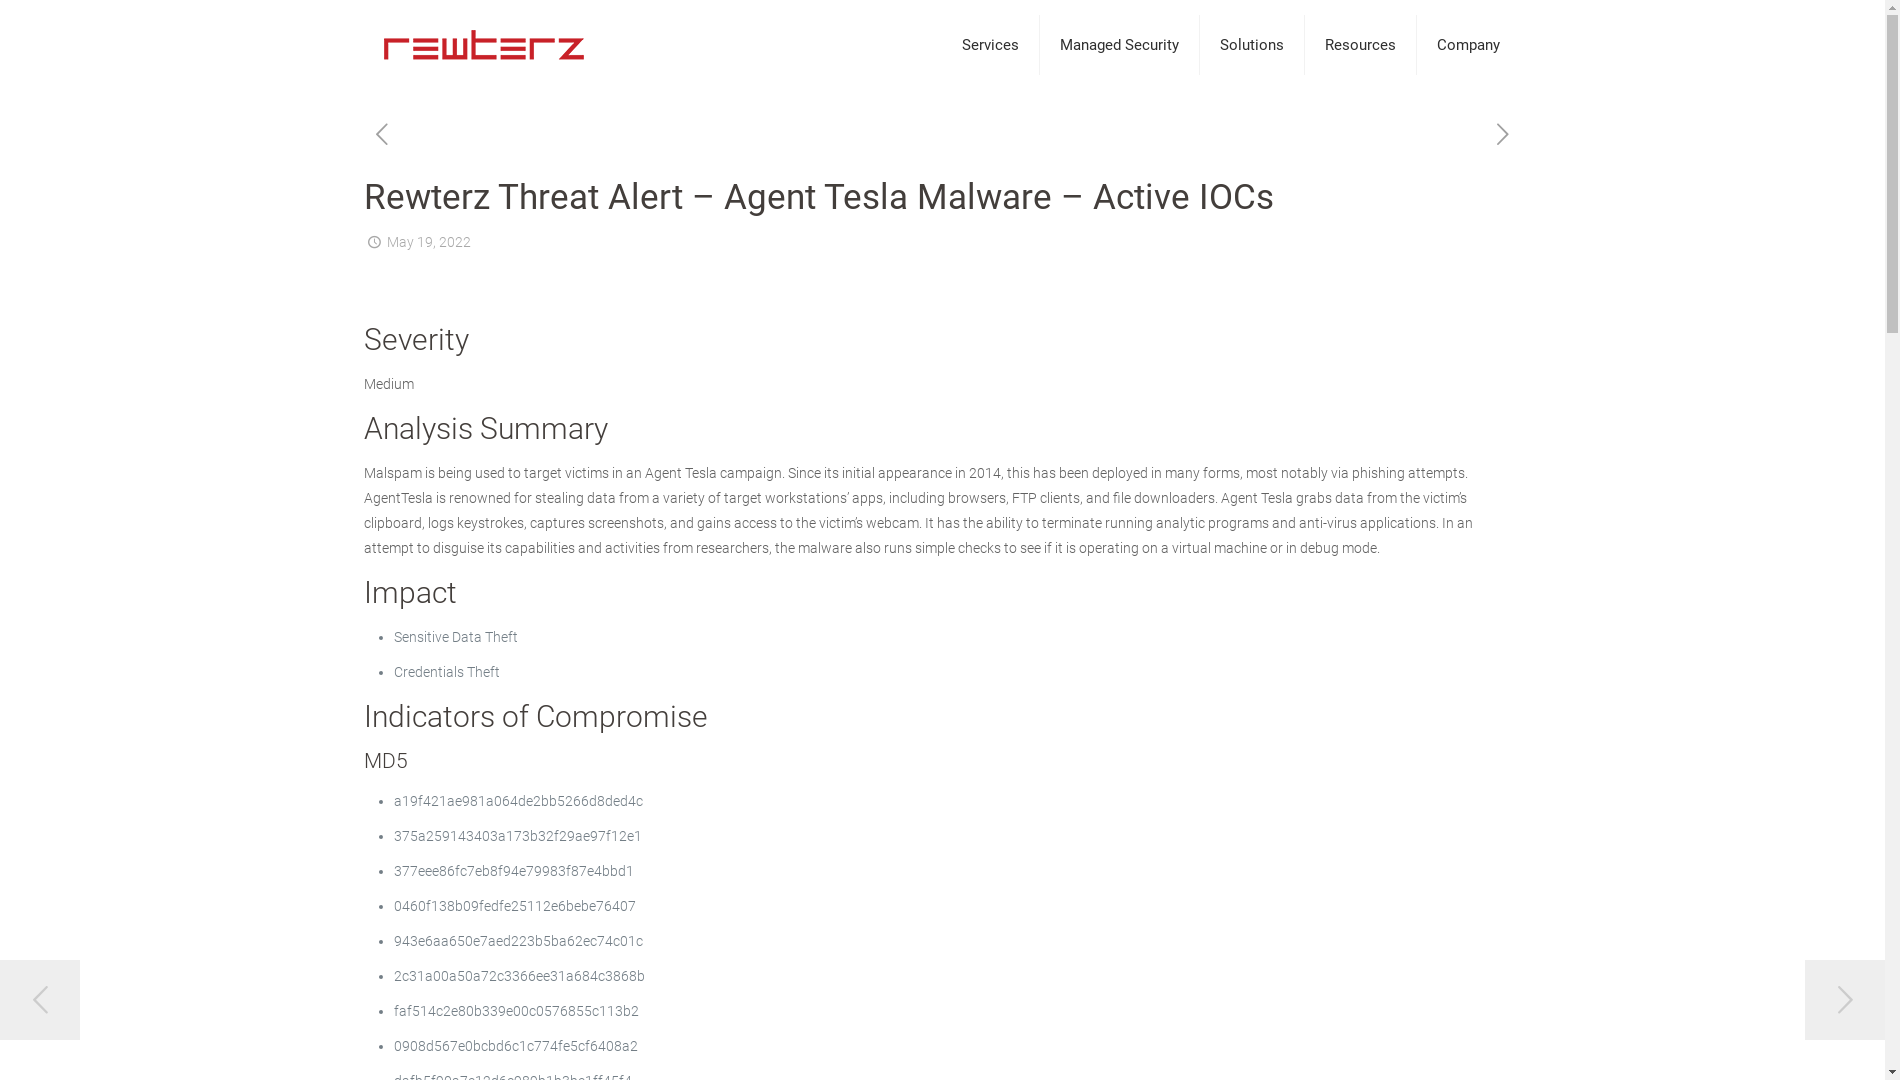 rewterz
Services
Managed Security
Solutions
Resources
Company
Rewterz Threat Alert – Agent Tesla Malware – Active IOCs
May 19, 2022
Severity
Medium
Analysis Summary
Malspam is being used to target victims in an Agent Tesla campaign. Since its initial appearance in 2014, this has been deployed in many forms, most notably via phishing attempts.
AgentTesla is renowned for stealing data from a variety of target workstations’ apps, including browsers, FTP clients, and file downloaders. Agent Tesla grabs data from the victim’s
clipboard, logs keystrokes, captures screenshots, and gains access to the victim’s webcam. It has the ability to terminate running analytic programs and anti-virus applications. In an
attempt to disguise its capabilities and activities from researchers, the malware also runs simple checks to see if it is operating on a virtual machine or in debug mode.
Impact
Sensitive Data Theft
Credentials Theft
Indicators of Compromise
MD5
a19f421ae981a064de2bb5266d8ded4c
375a259143403a173b32f29ae97f12e1
377eee86fc7eb8f94e79983f87e4bbd1
0460f138b09fedfe25112e6bebe76407
943e6aa650e7aed223b5ba62ec74c01c
2c31a00a50a72c3366ee31a684c3868b
faf514c2e80b339e00c0576855c113b2
0908d567e0bcbd6c1c774fe5cf6408a2